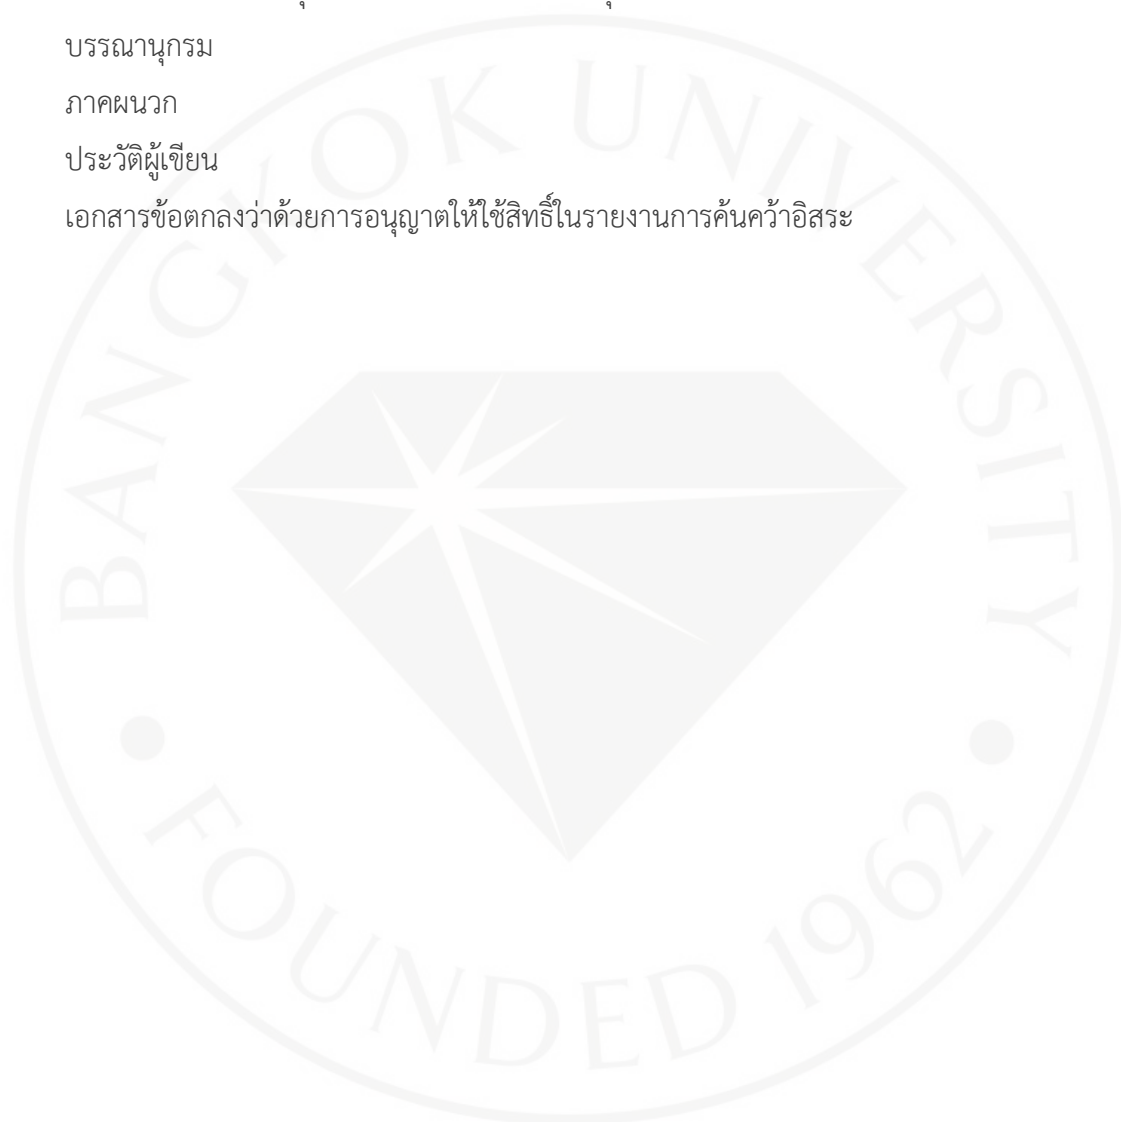 บรรณานุกรม
ภาคผนวก
ประวัติผู้เขียน
เอกสารข้อตกลงว่าด้วยการอนุญาตให้ใช้สิทธิ์ในรายงานการค้นคว้าอิสระ
BANGKOK UNIVERSITY
• FOUNDED 1962 •